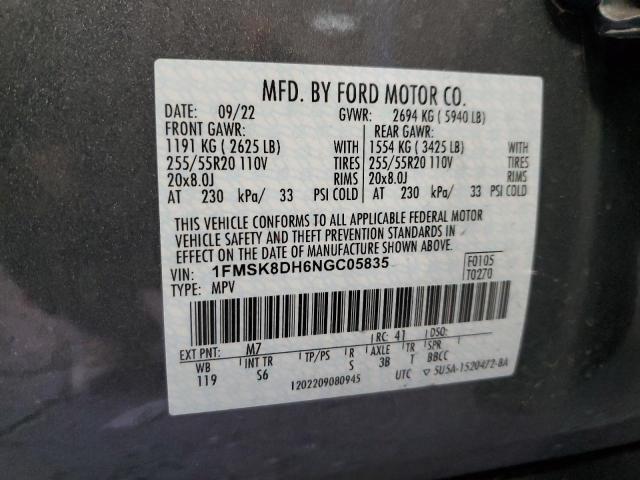 MFD. BY FORD MOTOR CO.
DATE: 09/22 GVWR: 2694 KG ( 5940 LB)
FRONT GAWR: REAR GAWR:
1191 KG ( 2625 LB) WITH 1554 KG ( 3425 LB) WITH
255/55R20 110V TIRES 255/55R20 110V TIRES
20x8.0J RIMS 20x8.0J RIMS
AT 230 kPa/ 33 PSI COLD AT 230 kPa/ 33 PSI COLD
THIS VEHICLE CONFORMS TO ALL APPLICABLE FEDERAL MOTOR
VEHICLE SAFETY AND THEFT PREVENTION STANDARDS IN
EFFECT ON THE DATE OF MANUFACTURE SHOWN ABOVE.
VIN: 1FMSK8DH6NGC05835 F0105
TYPE: MPV T0270
EXT PNT: M7 RC: 41 DSO:
WB INT TR TP/PS R AXLE TR SPR
119 S6 S 3B T BBCC
1202209080945 UTC ▽ 5U5A-1520472-BA